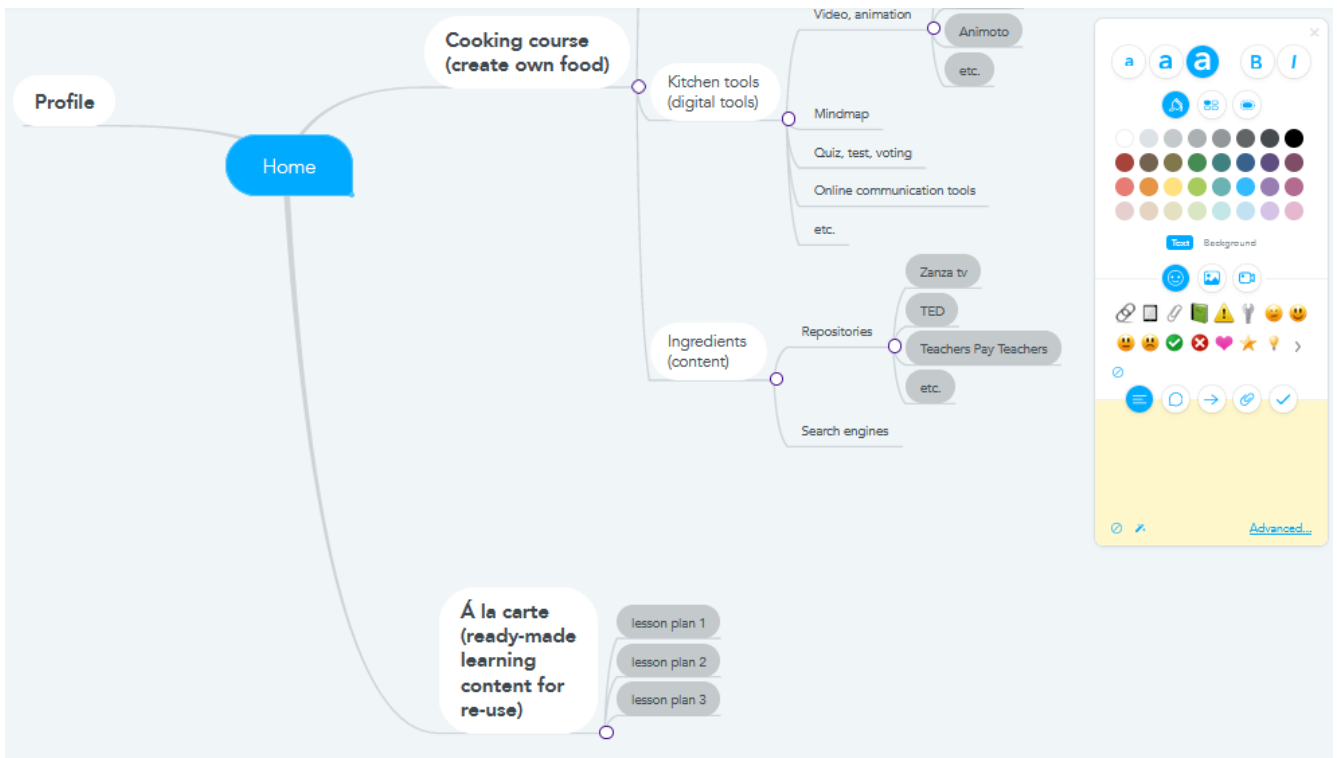 Profile
Home
Cooking course
(create own food)
Kitchen tools
(digital tools)
Video, animation
Animoto
etc.
Mindmap
Quiz, test, voting
Online communication tools
etc.
Ingredients
(content)
Repositories
Zanza tv
TED
Teachers Pay Teachers
etc.
Search engines
Á la carte
(ready-made
learning
content for
re-use)
lesson plan 1
lesson plan 2
lesson plan 3
a a a B I
Text Background
Advanced...